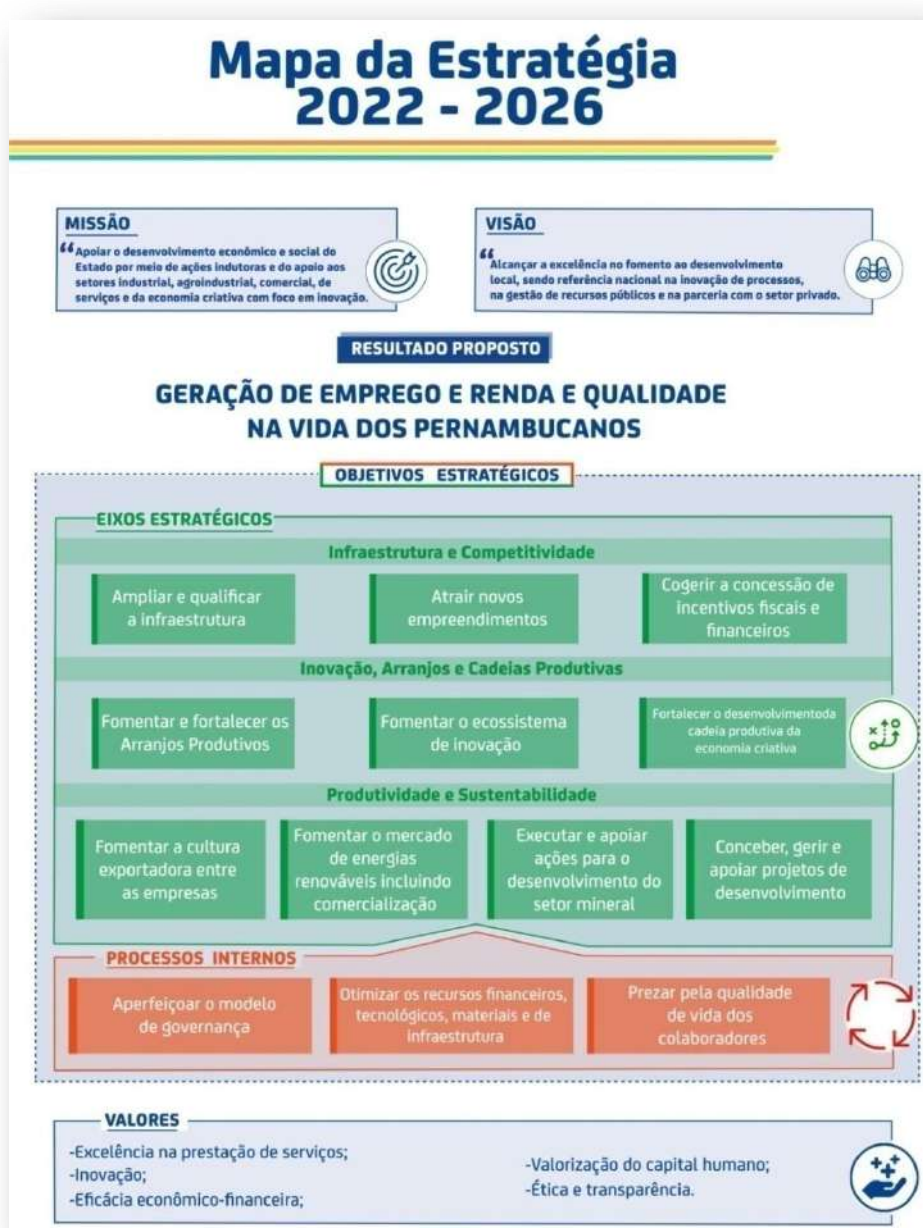 Mapa da Estratégia
2022 - 2026
MISSÃO
“Apoiar o desenvolvimento econômico e social do
Estado por meio de ações indutoras e do apoio aos
setores industrial, agroindustrial, comercial, de
serviços e da economia criativa com foco em inovação.
VISÃO
“Alcançar a excelência no fomento ao desenvolvimento
local, sendo referência nacional na inovação de processos,
na gestão de recursos públicos e na parceria com o setor privado.
RESULTADO PROPOSTO
GERAÇÃO DE EMPREGO E RENDA E QUALIDADE
NA VIDA DOS PERNAMBUCANOS
OBJETIVOS ESTRATÉGICOS
EIXOS ESTRATÉGICOS
Infraestrutura e Competitividade
Ampliar e qualificar
a infraestrutura
Atrair novos
empreendimentos
Cogerir a concessão de
incentivos fiscais e
financeiros
Inovação, Arranjos e Cadeias Produtivas
Fomentar e fortalecer os
Arranjos Produtivos
Fomentar o ecossistema
de inovação
Fortalecer o desenvolvimentoda
cadeia produtiva da
economia criativa
Produtividade e Sustentabilidade
Fomentar a cultura
exportadora entre
as empresas
Fomentar o mercado
de energias
renováveis incluindo
comercialização
Executar e apoiar
ações para o
desenvolvimento do
setor mineral
Conceber, gerir e
apoiar projetos de
desenvolvimento
PROCESSOS INTERNOS
Aperfeiçoar o modelo
de governança
Otimizar os recursos financeiros,
tecnológicos, materiais e de
infraestrutura
Prezar pela qualidade
de vida dos
colaboradores
VALORES
-Excelência na prestação de serviços;
-Inovação;
-Eficácia econômico-financeira;
-Valorização do capital humano;
-Ética e transparência.